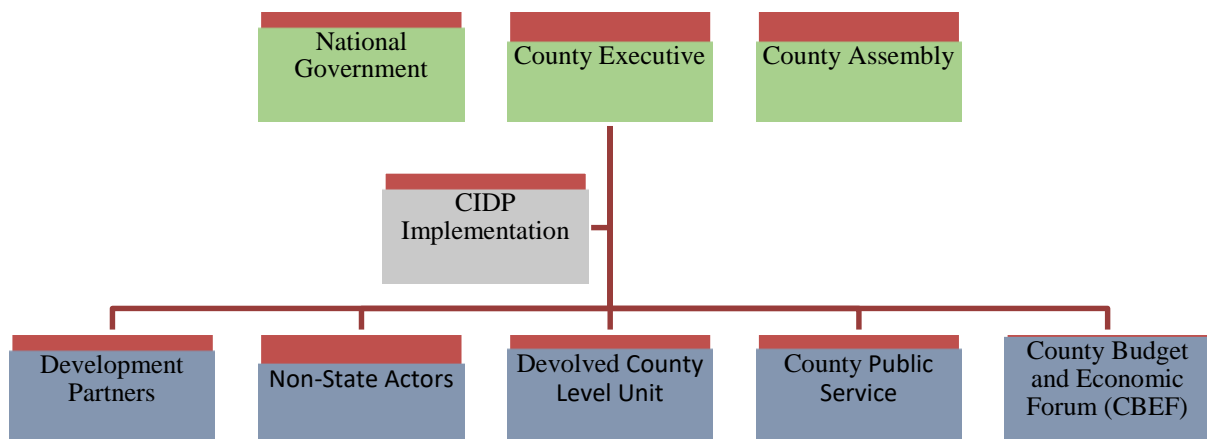 National
Government
County Executive
County Assembly
CIDP
Implementation
Development
Partners
Non-State Actors
Devolved County
Level Unit
County Public
Service
County Budget
and Economic
Forum (CBEF)